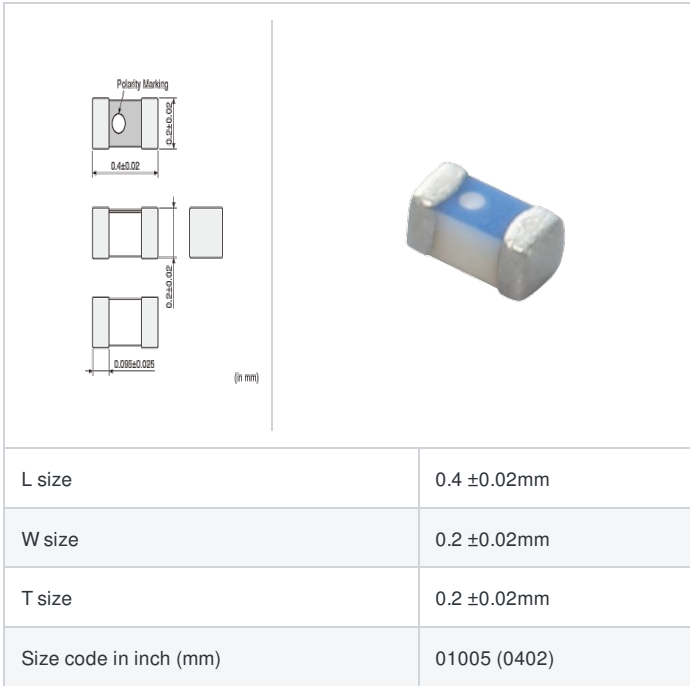 Polarity Marking
0.2±0.02
0.4±0.02
0.2±0.02
0.095±0.025
(in mm)
L size 0.4 ±0.02mm
W size 0.2 ±0.02mm
T size 0.2 ±0.02mm
Size code in inch (mm) 01005 (0402)